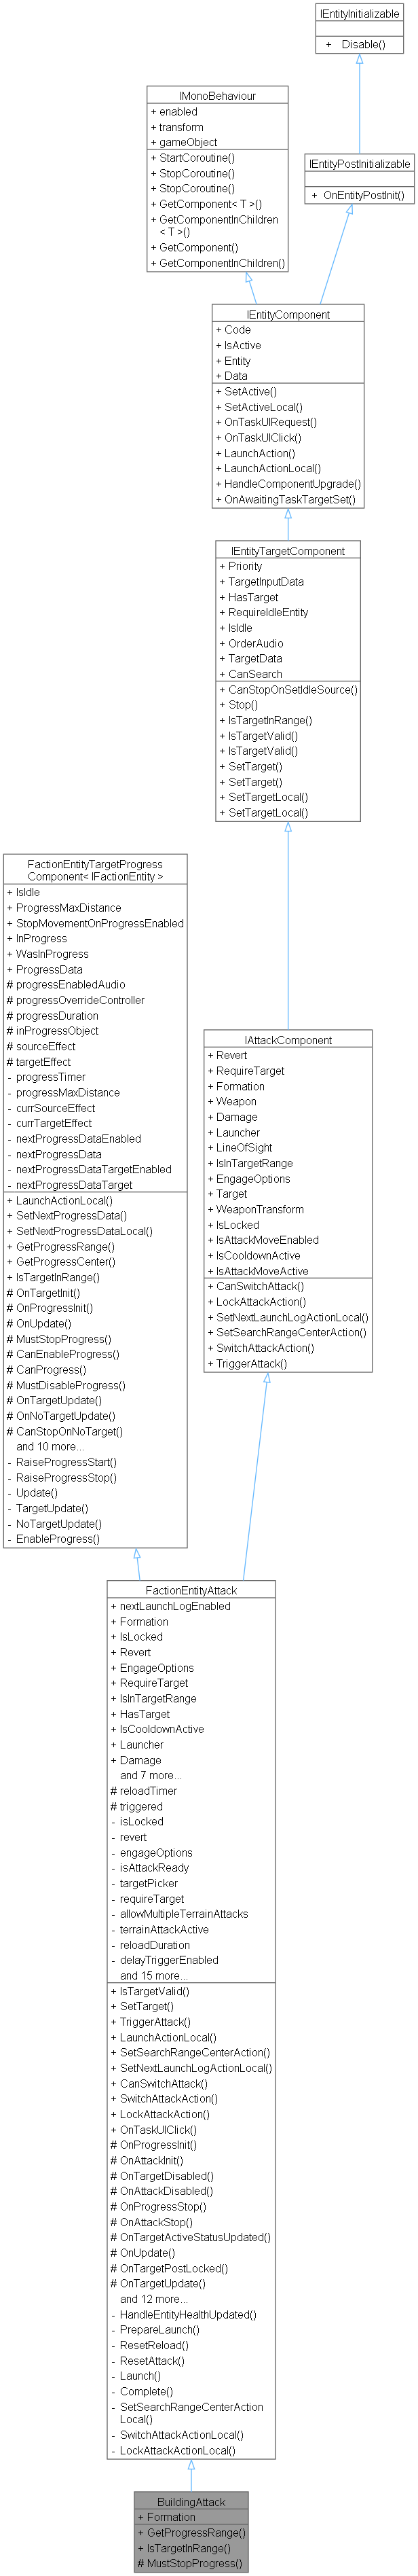 IEntityInitializable
+ Disable()
IMonoBehaviour
+ enabled
+ transform
+ gameObject
+ StartCoroutine()
+ StopCoroutine()
+ StopCoroutine()
+ GetComponent< T >()
+ GetComponentInChildren
< T >()
+ GetComponent()
+ GetComponentInChildren()
IEntityPostInitializable
+ OnEntityPostInit()
IEntityComponent
+ Code
+ IsActive
+ Entity
+ Data
+ SetActive()
+ SetActiveLocal()
+ OnTaskUIRequest()
+ OnTaskUIClick()
+ LaunchAction()
+ LaunchActionLocal()
+ HandleComponentUpgrade()
+ OnAwaitingTaskTargetSet()
IEntityTargetComponent
+ Priority
+ TargetInputData
+ HasTarget
+ RequireIdleEntity
+ IsIdle
+ OrderAudio
+ TargetData
+ CanSearch
+ CanStopOnSetIdleSource()
+ Stop()
+ IsTargetInRange()
+ IsTargetValid()
+ IsTargetValid()
+ SetTarget()
+ SetTarget()
+ SetTargetLocal()
+ SetTargetLocal()
FactionEntityTargetProgress
Component< IFactionEntity >
+ IsIdle
+ ProgressMaxDistance
+ StopMovementOnProgressEnabled
+ InProgress
+ WasInProgress
+ ProgressData
# progressEnabledAudio
# progressOverrideController
# progressDuration
# inProgressObject
# sourceEffect
# targetEffect
- progressTimer
- progressMaxDistance
- currSourceEffect
- currTargetEffect
- nextProgressDataEnabled
- nextProgressData
- nextProgressDataTargetEnabled
- nextProgressDataTarget
+ LaunchActionLocal()
+ SetNextProgressData()
+ SetNextProgressDataLocal()
+ GetProgressRange()
+ GetProgressCenter()
+ IsTargetInRange()
# OnTargetInit()
# OnProgressInit()
# OnUpdate()
# MustStopProgress()
# CanEnableProgress()
# CanProgress()
# MustDisableProgress()
# OnTargetUpdate()
# OnNoTargetUpdate()
# CanStopOnNoTarget()
and 10 more...
- RaiseProgressStart()
- RaiseProgressStop()
- Update()
- TargetUpdate()
- NoTargetUpdate()
- EnableProgress()
IAttackComponent
+ Revert
+ RequireTarget
+ Formation
+ Weapon
+ Damage
+ Launcher
+ LineOfSight
+ IsInTargetRange
+ EngageOptions
+ Target
+ WeaponTransform
+ IsLocked
+ IsAttackMoveEnabled
+ IsCooldownActive
+ IsAttackMoveActive
+ CanSwitchAttack()
+ LockAttackAction()
+ SetNextLaunchLogActionLocal()
+ SetSearchRangeCenterAction()
+ SwitchAttackAction()
+ TriggerAttack()
FactionEntityAttack
+ nextLaunchLogEnabled
+ Formation
+ IsLocked
+ Revert
+ EngageOptions
+ RequireTarget
+ IsInTargetRange
+ HasTarget
+ IsCooldownActive
+ Launcher
+ Damage
and 7 more...
# reloadTimer
# triggered
- isLocked
- revert
- engageOptions
- isAttackReady
- targetPicker
- requireTarget
- allowMultipleTerrainAttacks
- terrainAttackActive
- reloadDuration
- delayTriggerEnabled
and 15 more...
+ IsTargetValid()
+ SetTarget()
+ TriggerAttack()
+ LaunchActionLocal()
+ SetSearchRangeCenterAction()
+ SetNextLaunchLogActionLocal()
+ CanSwitchAttack()
+ SwitchAttackAction()
+ LockAttackAction()
+ OnTaskUIClick()
# OnProgressInit()
# OnAttackInit()
# OnTargetDisabled()
# OnAttackDisabled()
# OnProgressStop()
# OnAttackStop()
# OnTargetActiveStatusUpdated()
# OnUpdate()
# OnTargetPostLocked()
# OnTargetUpdate()
and 12 more...
- HandleEntityHealthUpdated()
- PrepareLaunch()
- ResetReload()
- ResetAttack()
- Launch()
- Complete()
- SetSearchRangeCenterAction
Local()
- SwitchAttackActionLocal()
- LockAttackActionLocal()
BuildingAttack
+ Formation
+ GetProgressRange()
+ IsTargetInRange()
# MustStopProgress()